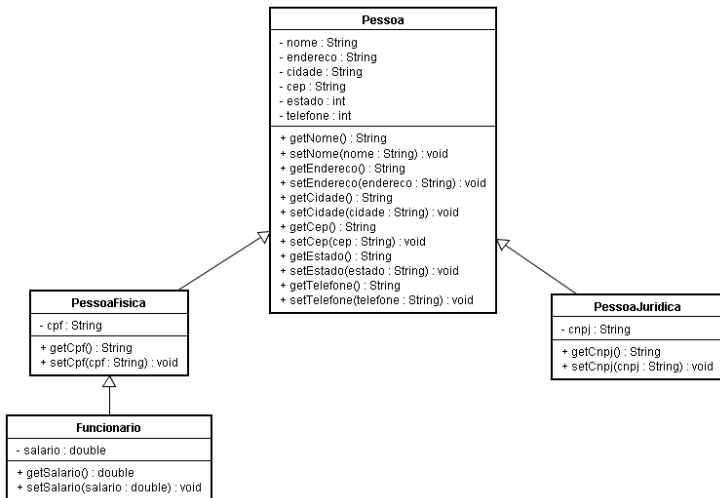 Pessoa
- nome : String
- endereco : String
- cidade : String
- cep : String
- estado : int
- telefone : int
+ getNome() : String
+ setNome(nome : String) : void
+ getEndereco() : String
+ setEndereco(endereco : String) : void
+ getCidade() : String
+ setCidade(cidade : String) : void
+ getCep() : String
+ setCep(cep : String) : void
+ getEstado() : String
+ setEstado(estado : String) : void
+ getTelefone() : String
+ setTelefone(telefone : String) : void
PessoaFisica
- cpf : String
+ getCpf() : String
+ setCpf(cpf : String) : void
PessoaJuridica
- cnpj : String
+ getCnpj() : String
+ setCnpj(cnpj : String) : void
Funcionario
- salario : double
+ getSalario() : double
+ setSalario(salario : double) : void